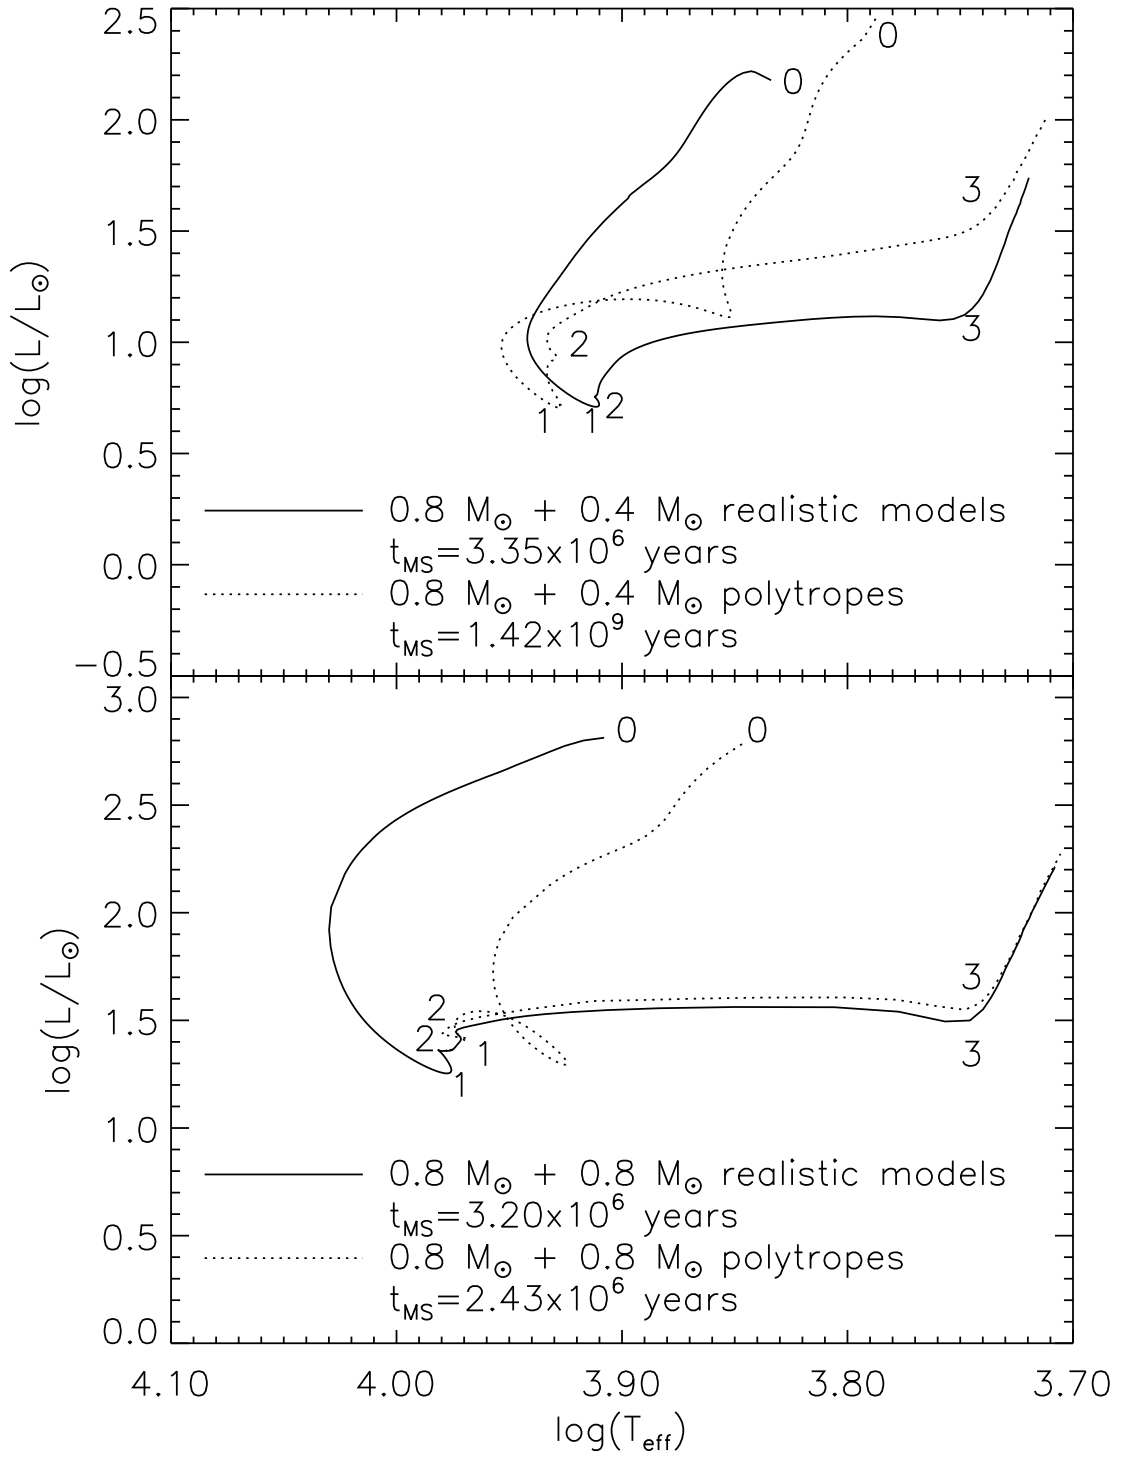 2.5
2.0
1.5
1.0
0.5
0.0
−0.5
log(L/L⊙)
0
0
3
3
2
2
1
1
0.8 M⊙ + 0.4 M⊙ realistic models
tMS=3.35x10⁶ years
0.8 M⊙ + 0.4 M⊙ polytropes
tMS=1.42x10⁹ years
3.0
2.5
2.0
1.5
1.0
0.5
0.0
log(L/L⊙)
0
0
3
2
2
1
3
1
0.8 M⊙ + 0.8 M⊙ realistic models
tMS=3.20x10⁶ years
0.8 M⊙ + 0.8 M⊙ polytropes
tMS=2.43x10⁶ years
4.10 4.00 3.90 3.80 3.70
log(Teff)